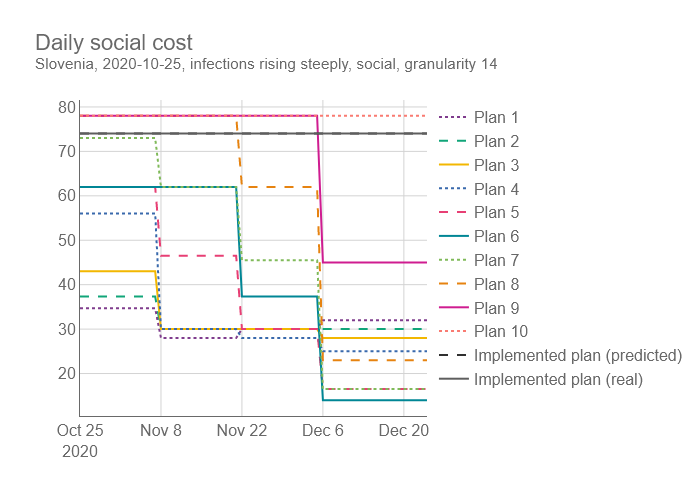 Daily social cost
Slovenia, 2020-10-25, infections rising steeply, social, granularity 14
80
70
60
50
40
30
20
Oct 25
2020
Nov 8
Nov 22
Dec 6
Dec 20
Plan 1
Plan 2
Plan 3
Plan 4
Plan 5
Plan 6
Plan 7
Plan 8
Plan 9
Plan 10
Implemented plan (predicted)
Implemented plan (real)